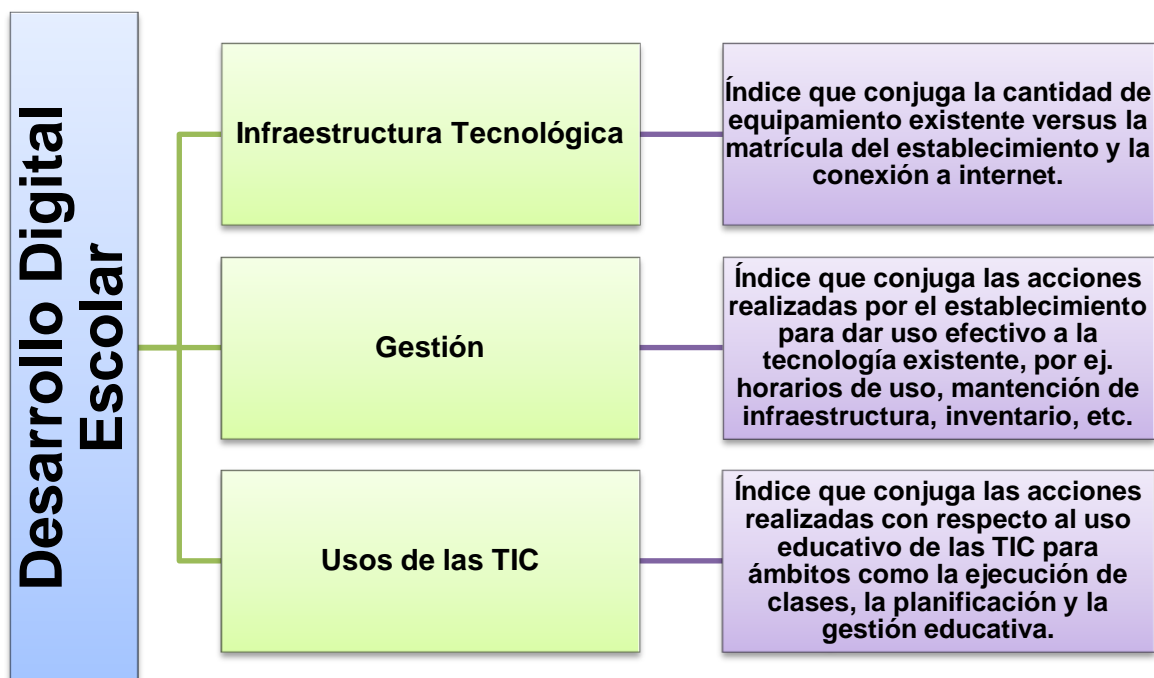 Desarrollo Digital
Escolar
Infraestructura Tecnológica
Índice que conjuga la cantidad de
equipamiento existente versus la
matrícula del establecimiento y la
conexión a internet.
Gestión
Índice que conjuga las acciones
realizadas por el establecimiento
para dar uso efectivo a la
tecnología existente, por ej.
horarios de uso, mantención de
infraestructura, inventario, etc.
Usos de las TIC
Índice que conjuga las acciones
realizadas con respecto al uso
educativo de las TIC para
ámbitos como la ejecución de
clases, la planificación y la
gestión educativa.